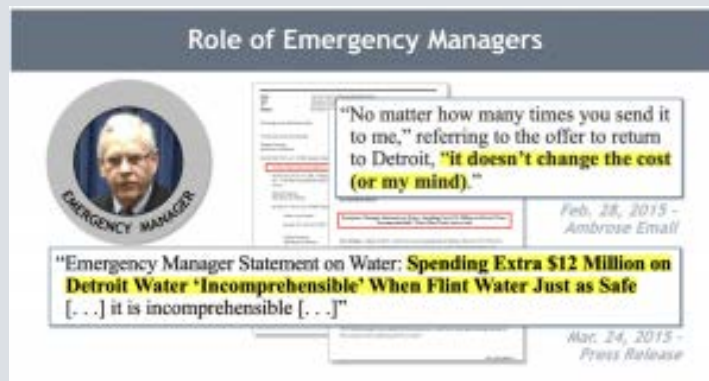 Role of Emergency Managers
EMERGENCY MANAGER
“No matter how many times you send it
to me,” referring to the offer to return
to Detroit, “it doesn’t change the cost
(or my mind).”
Feb. 28, 2015 -
Ambrose Email
“Emergency Manager Statement on Water: Spending Extra $12 Million on
Detroit Water ‘Incomprehensible’ When Flint Water Just as Safe
[. . .] it is incomprehensible [. . .]”
Mar. 24, 2015 -
Press Release